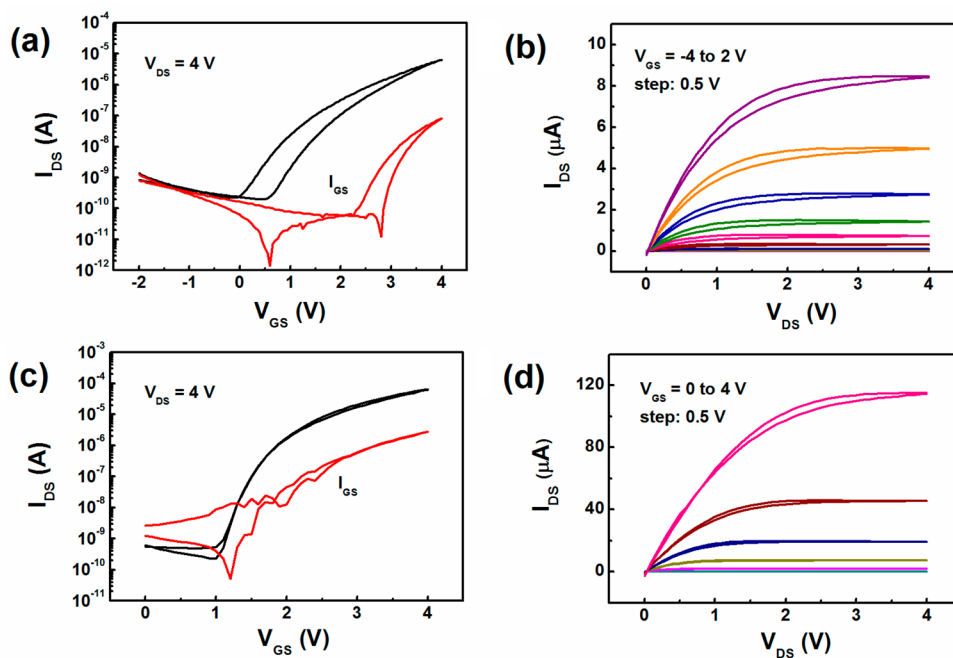 (a)
V_DS = 4 V
I_GS
I_DS (A)
10^-4
10^-5
10^-6
10^-7
10^-8
10^-9
10^-10
10^-11
10^-12
-2 -1 0 1 2 3 4
V_GS (V)
(b)
V_GS = -4 to 2 V
step: 0.5 V
I_DS (μA)
10
8
6
4
2
0
0 1 2 3 4
V_DS (V)
(c)
V_DS = 4 V
I_GS
I_DS (A)
10^-3
10^-4
10^-5
10^-6
10^-7
10^-8
10^-9
10^-10
10^-11
0 1 2 3 4
V_GS (V)
(d)
V_GS = 0 to 4 V
step: 0.5 V
I_DS (μA)
120
80
40
0
0 1 2 3 4
V_DS (V)